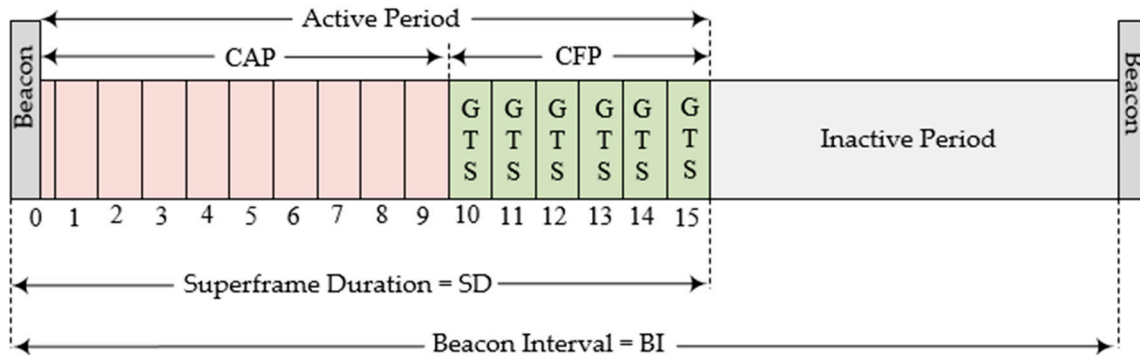 Active Period
CAP
CFP
Beacon
G T S
G T S
G T S
G T S
G T S
G T S
Inactive Period
Beacon
0 1 2 3 4 5 6 7 8 9 10 11 12 13 14 15
Superframe Duration = SD
Beacon Interval = BI